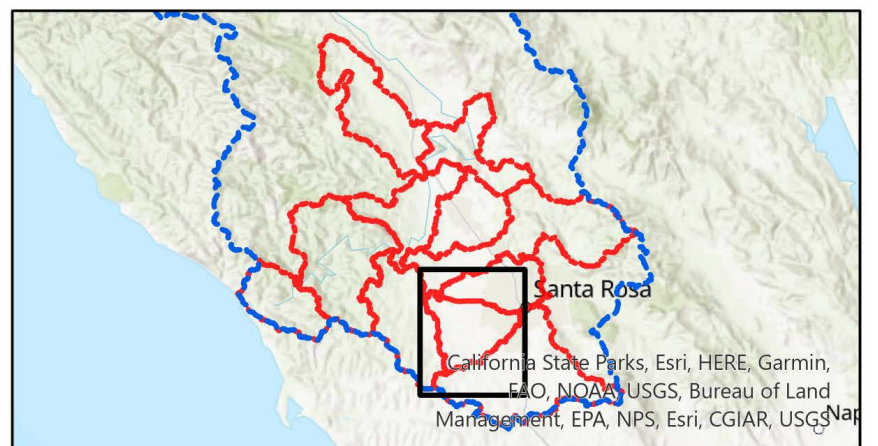 Santa Rosa
California State Parks, Esri, HERE, Garmin,
FAO, NOAA, USGS, Bureau of Land
Management, EPA, NPS, Esri, CGIAR, USGS
Nap